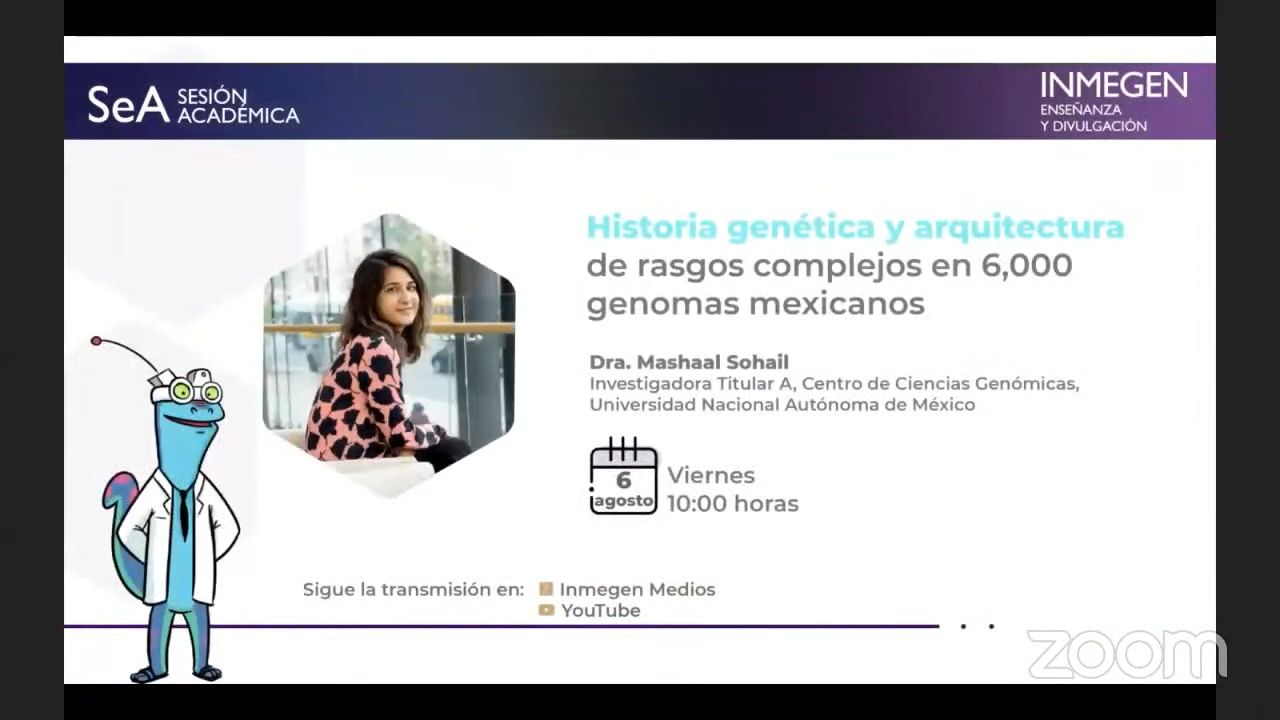 SeA SESIÓN
ACADÉMICA
INMEGEN
ENSEÑANZA
Y DIVULGACIÓN
Historia genética y arquitectura
de rasgos complejos en 6,000
genomas mexicanos
Dra. Mashaal Sohail
Investigadora Titular A, Centro de Ciencias Genómicas,
Universidad Nacional Autónoma de México
6
agosto
Viernes
10:00 horas
Sigue la transmisión en: Inmegen Medios
YouTube
zoom